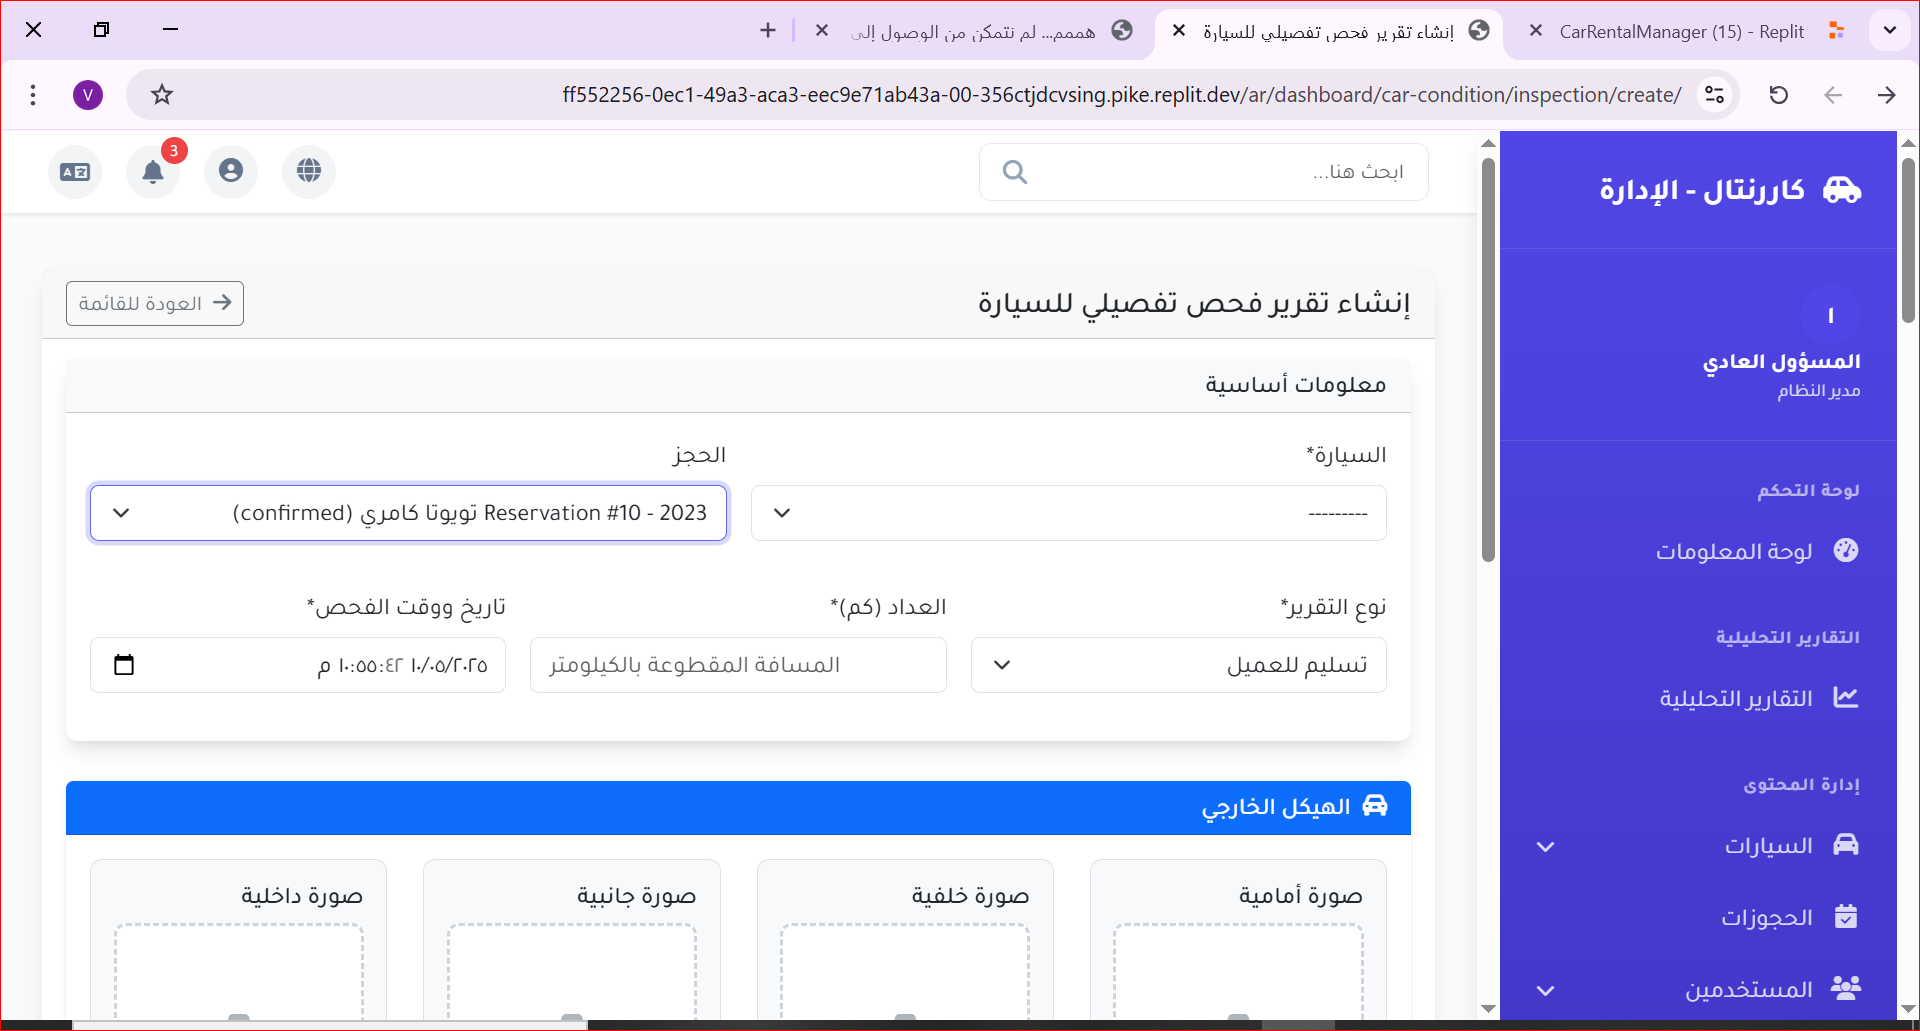 CarRentalManager (15) - Replit
إنشاء تقرير فحص تفصيلي للسيارة
هممم... لم نتمكن من الوصول إلى
ff552256-0ec1-49a3-aca3-eec9e71ab43a-00-356ctjdcvsing.pike.replit.dev/ar/dashboard/car-condition/inspection/create/
V
كاررنتال - الإدارة
ابحث هنا...
3
ا
المسؤول العادي
مدير النظام
لوحة التحكم
لوحة المعلومات
التقارير التحليلية
التقارير التحليلية
إدارة المحتوى
السيارات
الحجوزات
المستخدمين
إنشاء تقرير فحص تفصيلي للسيارة
العودة للقائمة
معلومات أساسية
السيارة*
الحجز
---------
Reservation #10 - 2023 تويوتا كامري (confirmed)
نوع التقرير*
العداد (كم)*
تاريخ ووقت الفحص*
تسليم للعميل
المسافة المقطوعة بالكيلومتر
١٠/٠٥/٢٠٢٥ ١٠:٥٥:٤٢ م
الهيكل الخارجي
صورة أمامية
صورة خلفية
صورة جانبية
صورة داخلية